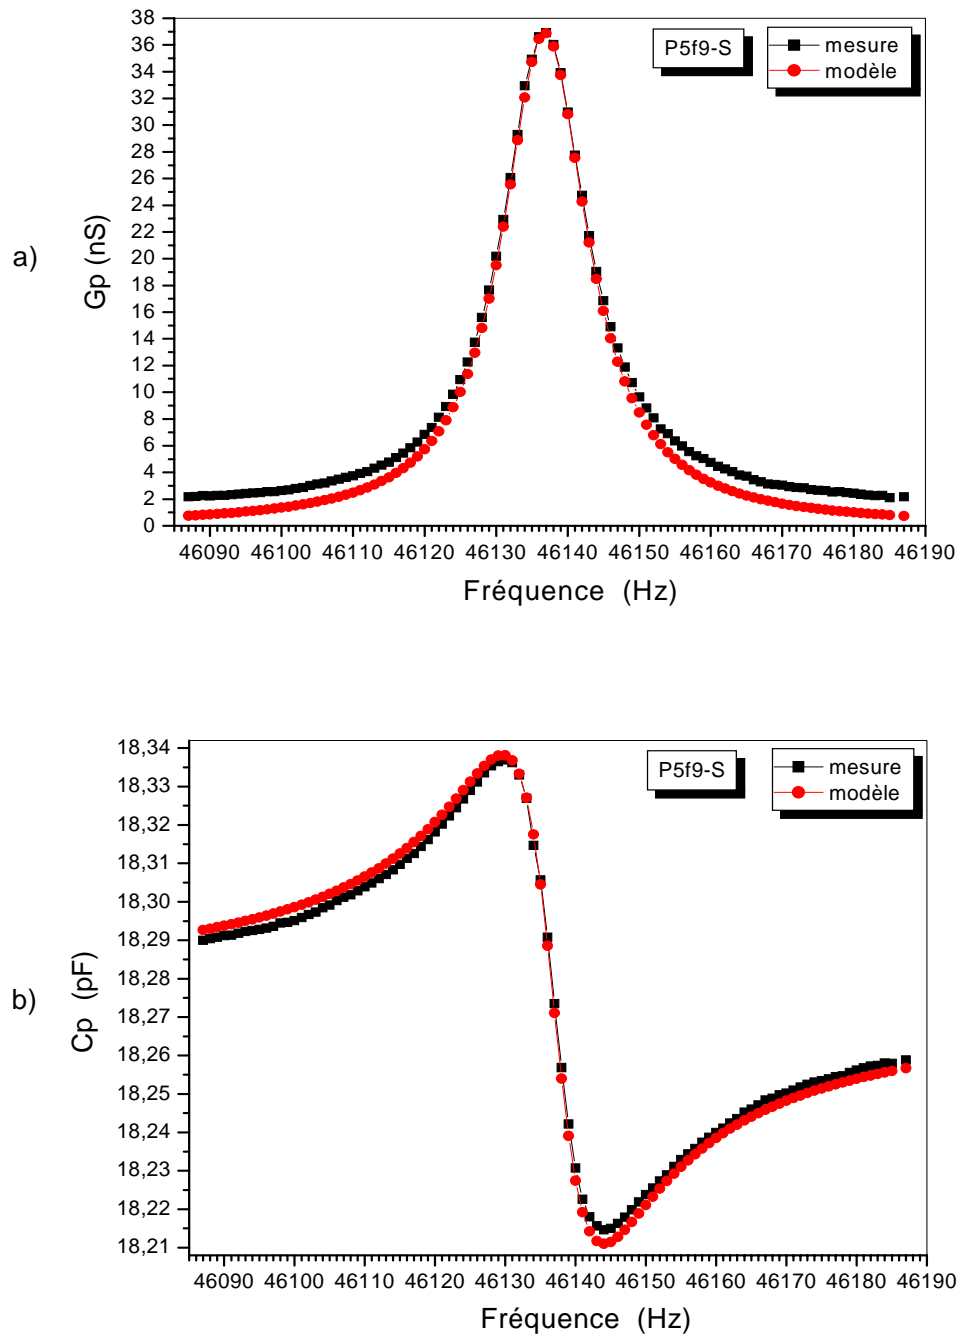 a)
Gp (nS)
38
36
34
32
30
28
26
24
22
20
18
16
14
12
10
8
6
4
2
0
P5f9-S
mesure
modèle
46090 46100 46110 46120 46130 46140 46150 46160 46170 46180 46190
Fréquence (Hz)
b)
Cp (pF)
18,34
18,33
18,32
18,31
18,30
18,29
18,28
18,27
18,26
18,25
18,24
18,23
18,22
18,21
P5f9-S
mesure
modèle
46090 46100 46110 46120 46130 46140 46150 46160 46170 46180 46190
Fréquence (Hz)